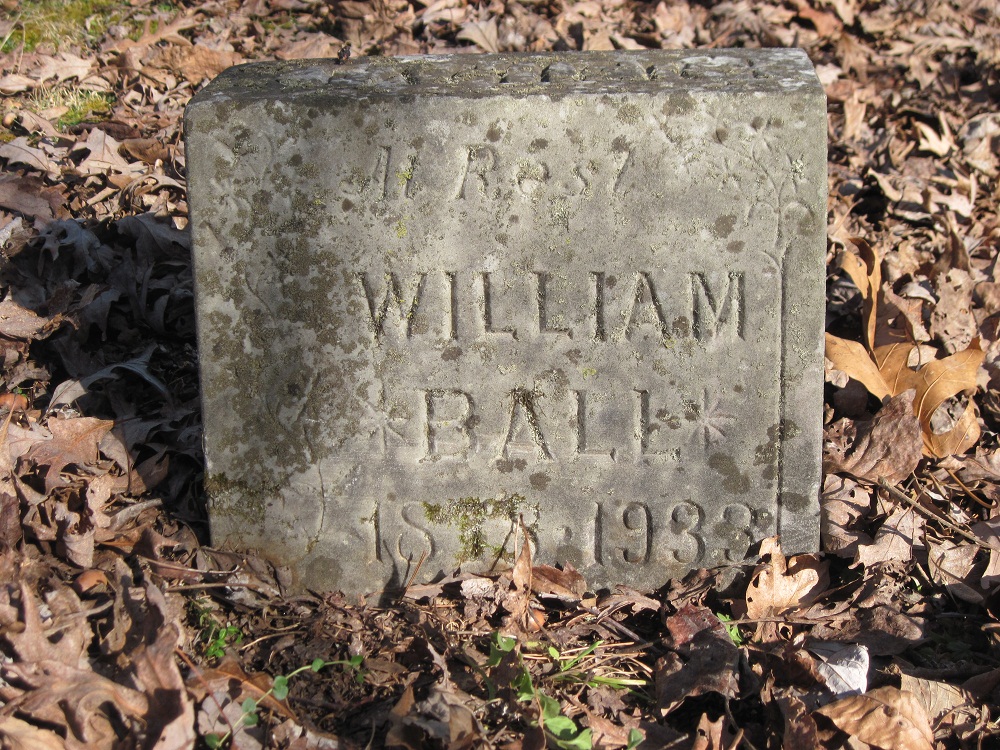 At Rest
WILLIAM
BALL
1933